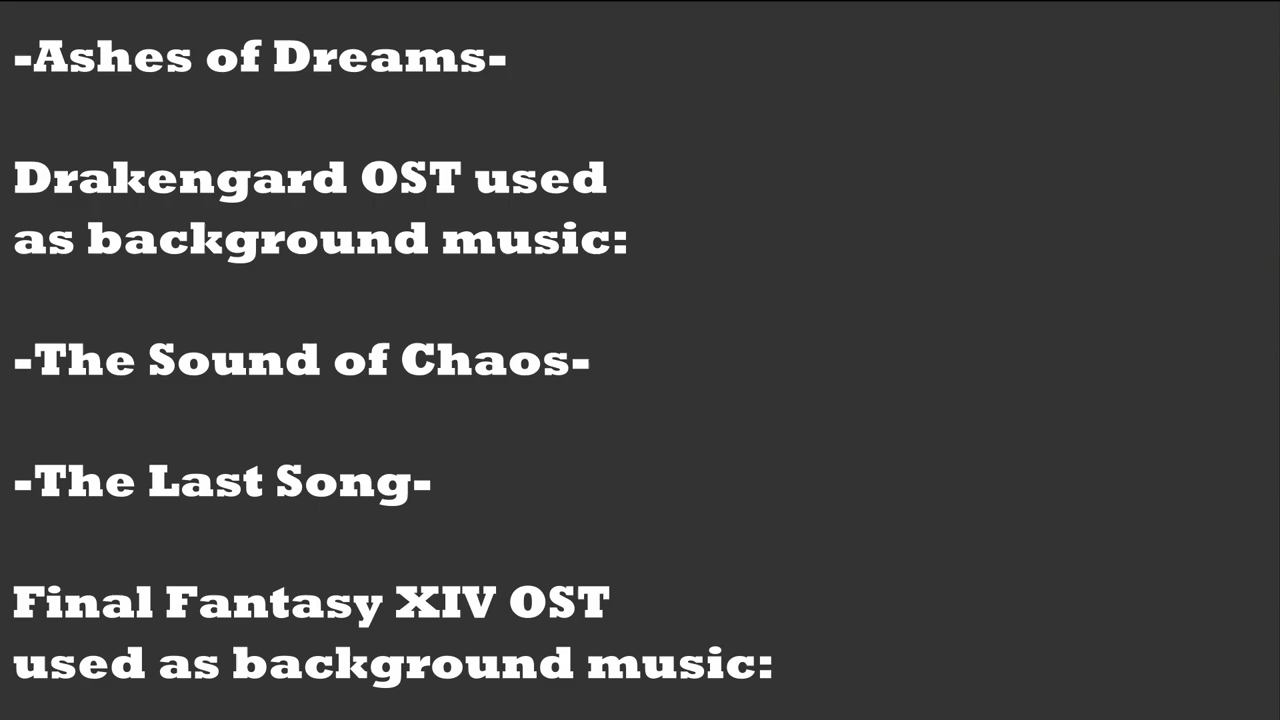 -Ashes of Dreams-
Drakengard OST used
as background music:
-The Sound of Chaos-
-The Last Song-
Final Fantasy XIV OST
used as background music: